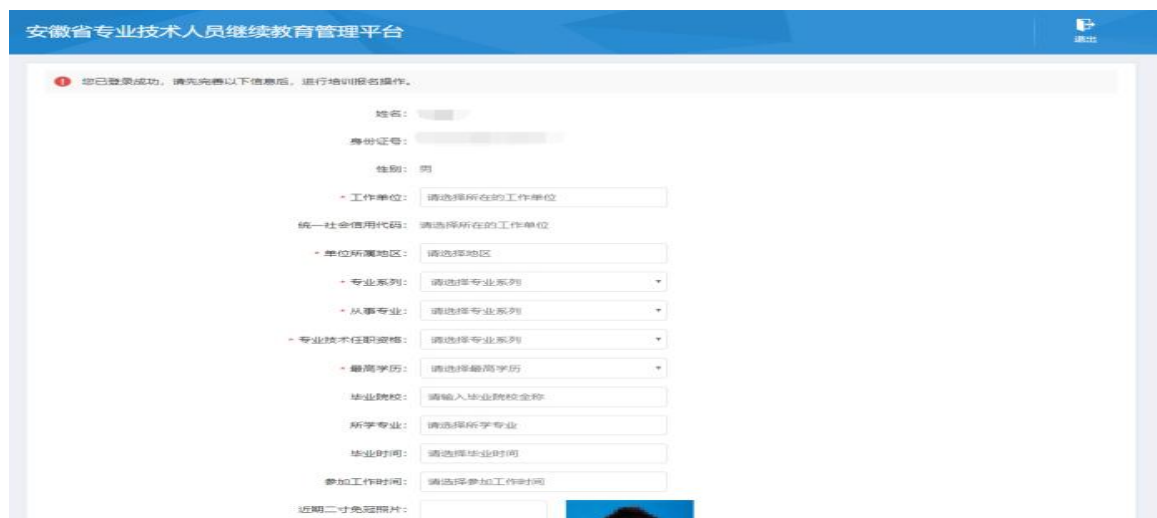 安徽省专业技术人员继续教育管理平台
退出
您已登录成功，请先完善以下信息后，进行培训报名操作。
姓名：
身份证号：
性别： 男
* 工作单位： 请选择所在的工作单位
统一社会信用代码： 请选择所在的工作单位
* 单位所属地区： 请选择地区
* 专业系列： 请选择专业系列
* 从事专业： 请选择专业系列
* 专业技术任职资格： 请选择专业系列
* 最高学历： 请选择最高学历
毕业院校： 请输入毕业院校全称
所学专业： 请选择所学专业
毕业时间： 请选择毕业时间
参加工作时间： 请选择参加工作时间
近期二寸免冠照片：